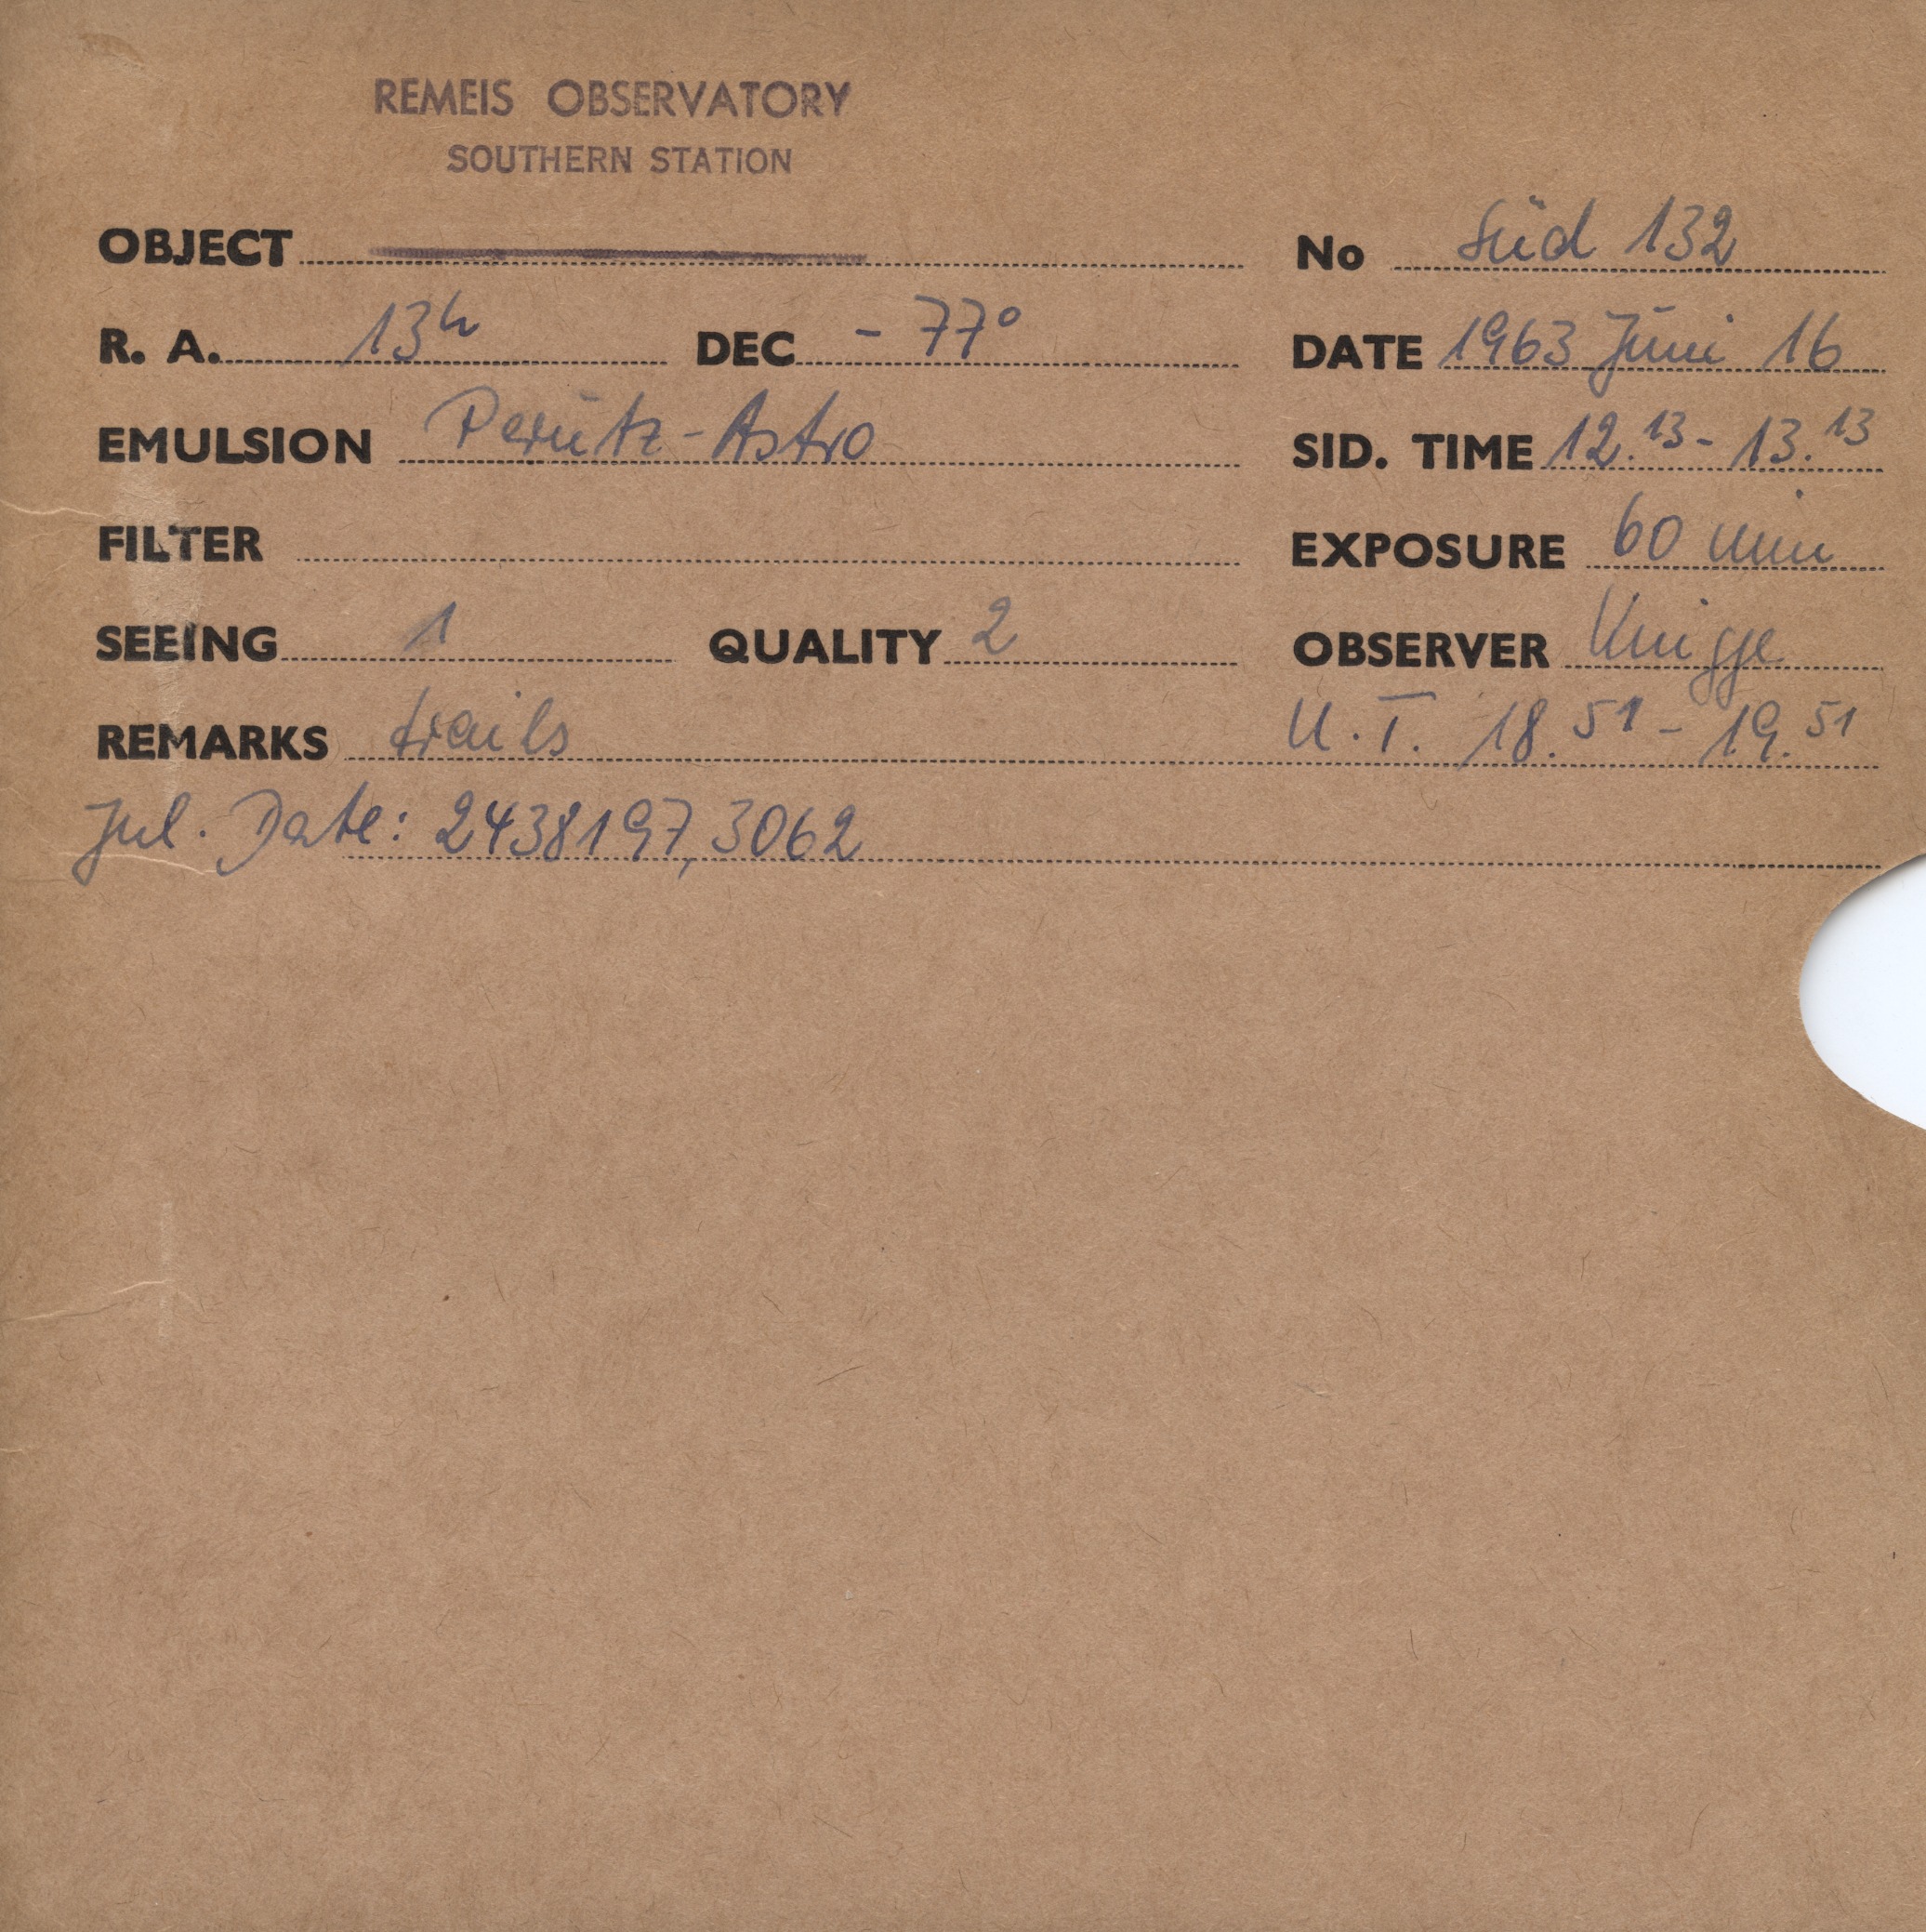 REMEIS OBSERVATORY
SOUTHERN STATION
OBJECT No Süd 132
R. A. 13h DEC - 77° DATE 1963 Juni 16
EMULSION Perutz-Astro SID. TIME 12.13 - 13.13
FILTER EXPOSURE 60 min
SEEING 1 QUALITY 2 OBSERVER Knigge
REMARKS trails U.T. 18.51 - 19.51
Jul. Date: 2438197,3062